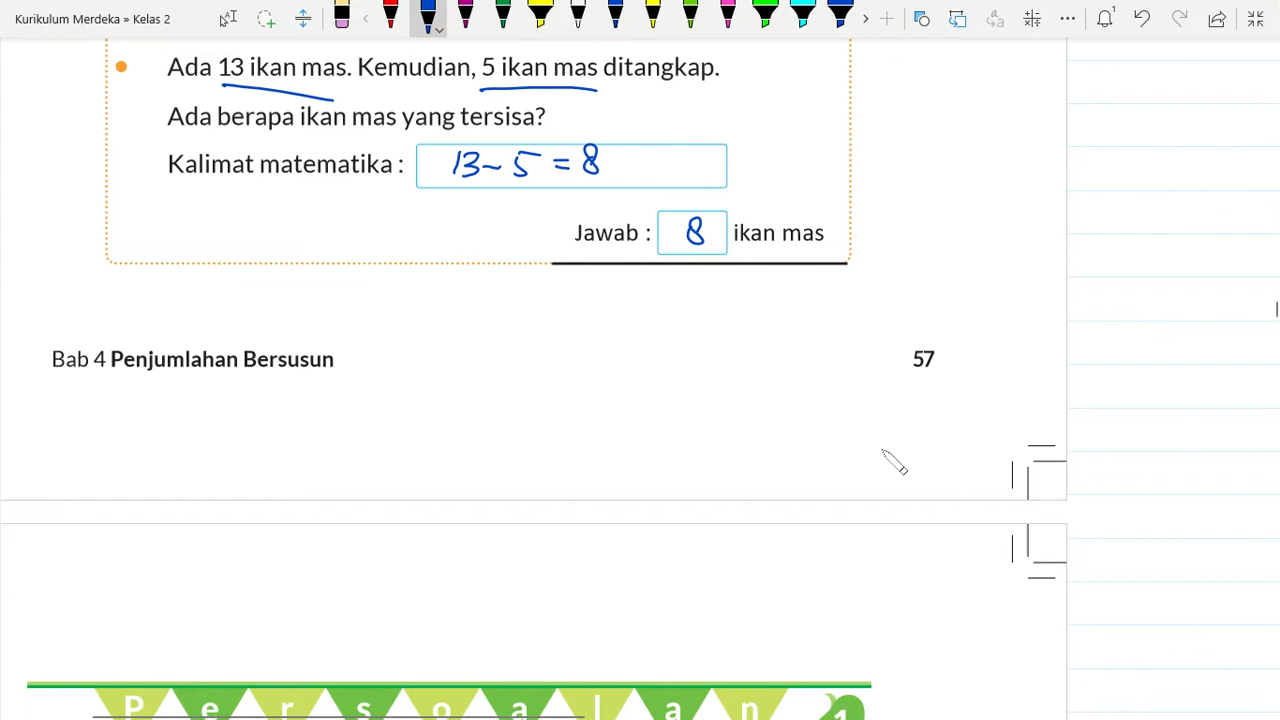 Kurikulum Merdeka » Kelas 2
Ada 13 ikan mas. Kemudian, 5 ikan mas ditangkap.
Ada berapa ikan mas yang tersisa?
Kalimat matematika : 13 - 5 = 8
Jawab : 8 ikan mas
Bab 4 Penjumlahan Bersusun 57
Persoalan 1